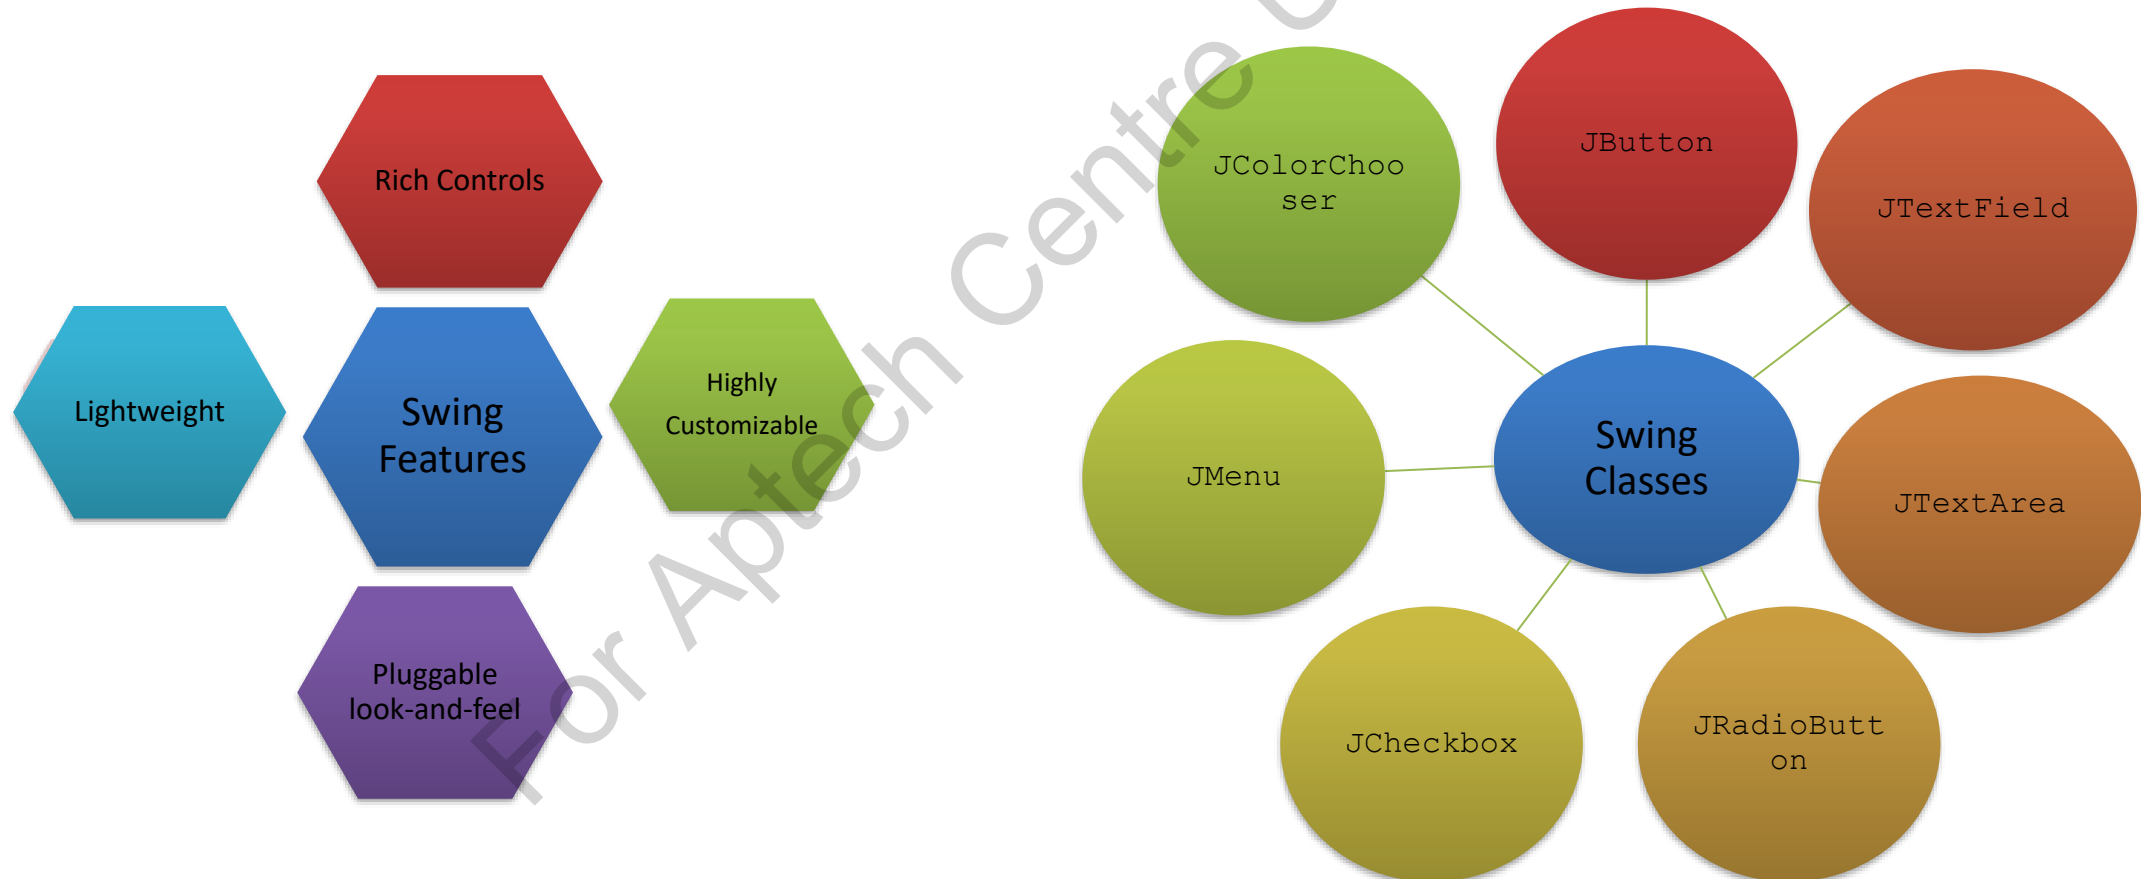 Rich Controls
Lightweight
Swing
Features
Highly
Customizable
Pluggable
look-and-feel
JButton
JColorChoo
ser
JTextField
JMenu
Swing
Classes
JTextArea
JCheckbox
JRadioButt
on
For Aptech Centre